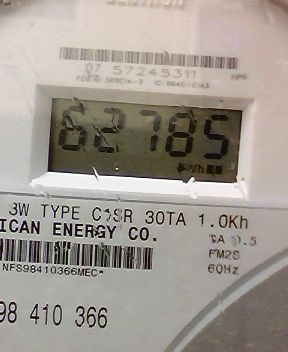 07 57245311
62785
kWh
3W TYPE C1SR 30TA 1.0Kh
ICAN ENERGY CO.
TA 0.5
FM2S
60Hz
NFS98410366MEC*
98 410 366